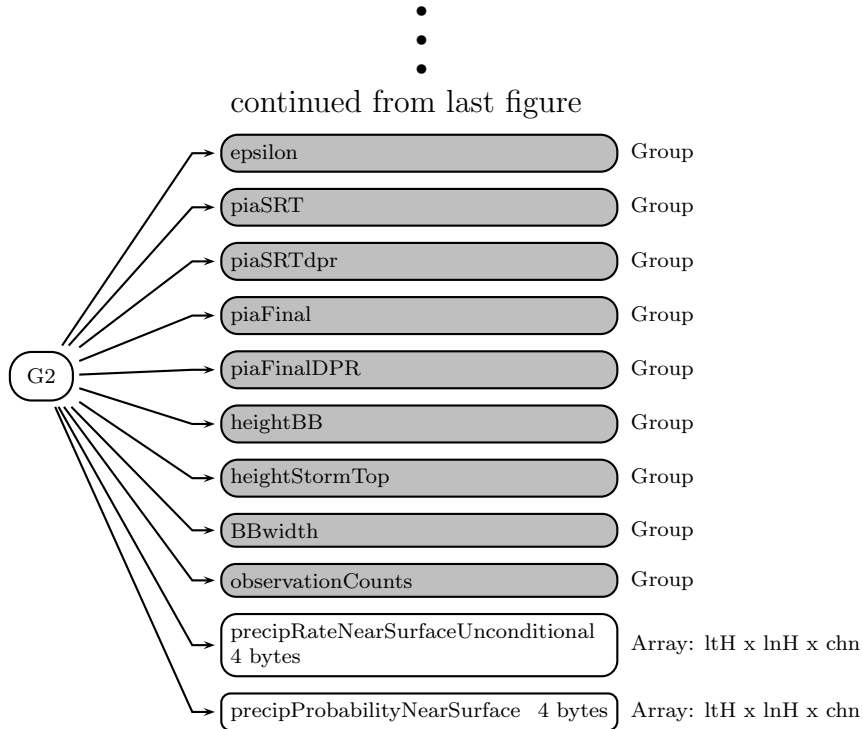 continued from last figure
epsilon Group
piaSRT Group
piaSRTdpr Group
piaFinal Group
piaFinalDPR Group
G2
heightBB Group
heightStormTop Group
BBwidth Group
observationCounts Group
precipRateNearSurfaceUnconditional
4 bytes
Array: ltH x lnH x chn
precipProbabilityNearSurface 4 bytes Array: ltH x lnH x chn